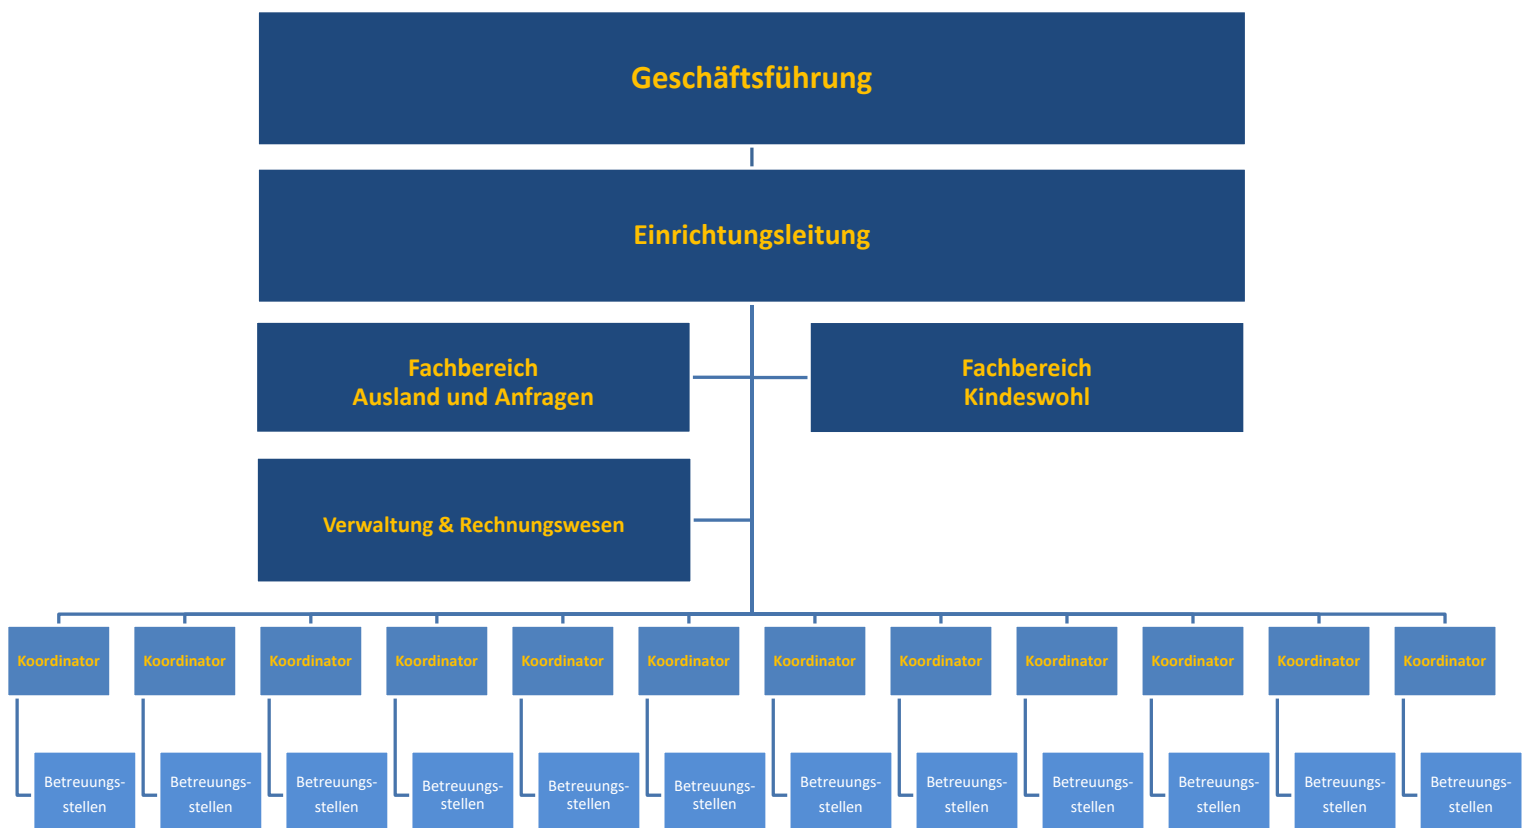 Geschäftsführung
Einrichtungsleitung
Fachbereich
Ausland und Anfragen
Fachbereich
Kindeswohl
Verwaltung & Rechnungswesen
Koordinator
Koordinator
Koordinator
Koordinator
Koordinator
Koordinator
Koordinator
Koordinator
Koordinator
Koordinator
Koordinator
Koordinator
Betreuungs-
stellen
Betreuungs-
stellen
Betreuungs-
stellen
Betreuungs-
stellen
Betreuungs-
stellen
Betreuungs-
stellen
Betreuungs-
stellen
Betreuungs-
stellen
Betreuungs-
stellen
Betreuungs-
stellen
Betreuungs-
stellen
Betreuungs-
stellen